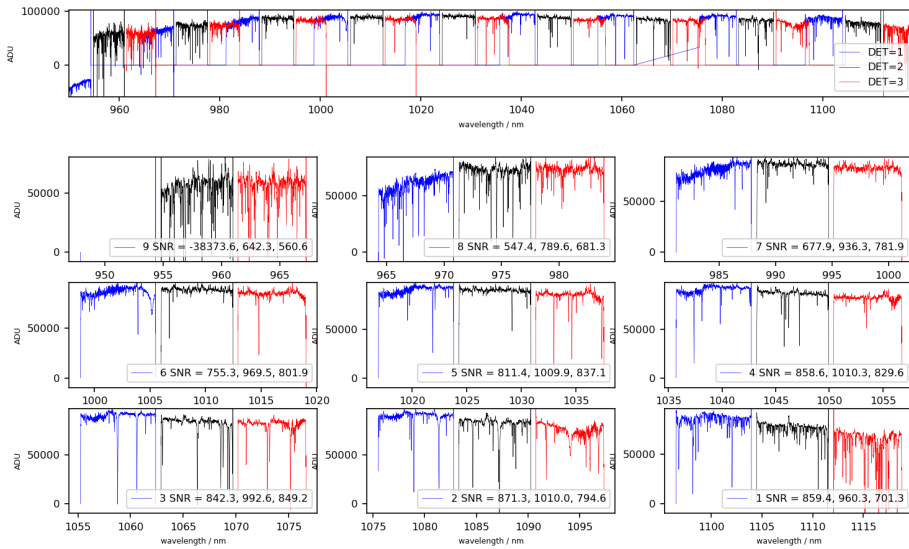 100000
0
ADU
960
980
1000
1020
1040
1060
1080
1100
wavelength / nm
DET=1
DET=2
DET=3
50000
0
ADU
950
955
960
965
9 SNR = -38373.6, 642.3, 560.6
50000
0
ADU
965
970
975
980
8 SNR = 547.4, 789.6, 681.3
50000
0
ADU
985
990
995
1000
7 SNR = 677.9, 936.3, 781.9
50000
0
ADU
1000
1005
1010
1015
1020
6 SNR = 755.3, 969.5, 801.9
50000
0
ADU
1020
1025
1030
1035
5 SNR = 811.4, 1009.9, 837.1
50000
0
ADU
1035
1040
1045
1050
1055
4 SNR = 858.6, 1010.3, 829.6
50000
0
ADU
1055
1060
1065
1070
1075
wavelength / nm
3 SNR = 842.3, 992.6, 849.2
50000
0
ADU
1075
1080
1085
1090
1095
wavelength / nm
2 SNR = 871.3, 1010.0, 794.6
50000
0
ADU
1100
1105
1110
1115
wavelength / nm
1 SNR = 859.4, 960.3, 701.3